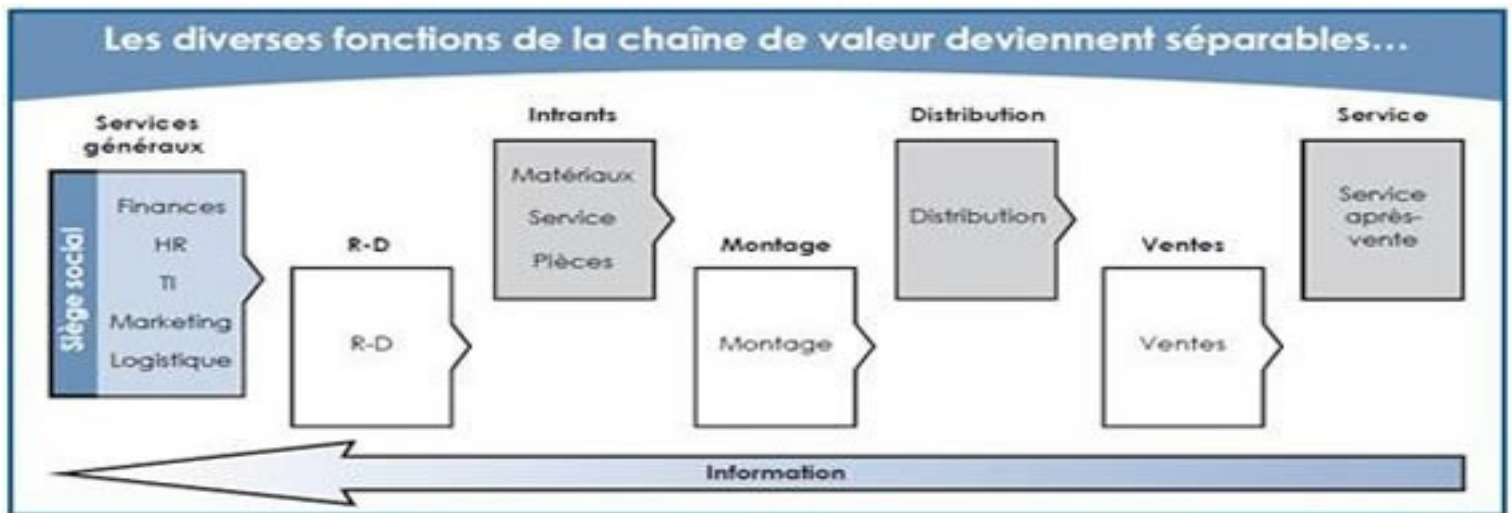 Les diverses fonctions de la chaîne de valeur deviennent séparables...
Services
généraux
Siège social
Finances
HR
TI
Marketing
Logistique
R-D
R-D
Intrants
Matériaux
Service
Pièces
Montage
Montage
Distribution
Distribution
Ventes
Ventes
Service
Service
après-
vente
Information